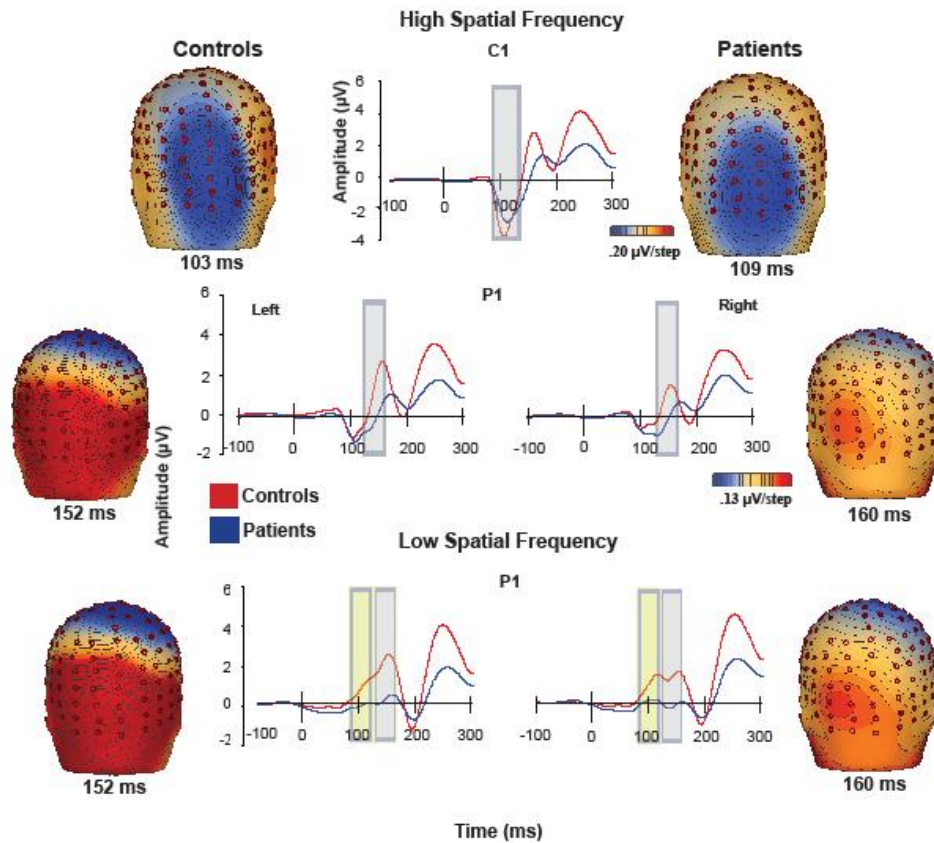 High Spatial Frequency
Controls
C1
Patients
Amplitude (µV)
6
4
2
0
-2
-4
-100
0
100
200
300
.20 µV/step
103 ms
109 ms
P1
Left
Right
6
4
2
0
-2
-100
0
100
200
300
-100
0
100
200
300
Amplitude (µV)
.13 µV/step
152 ms
160 ms
Controls
Patients
Low Spatial Frequency
P1
6
4
2
0
-2
-100
0
100
200
300
0
100
200
300
152 ms
160 ms
Time (ms)